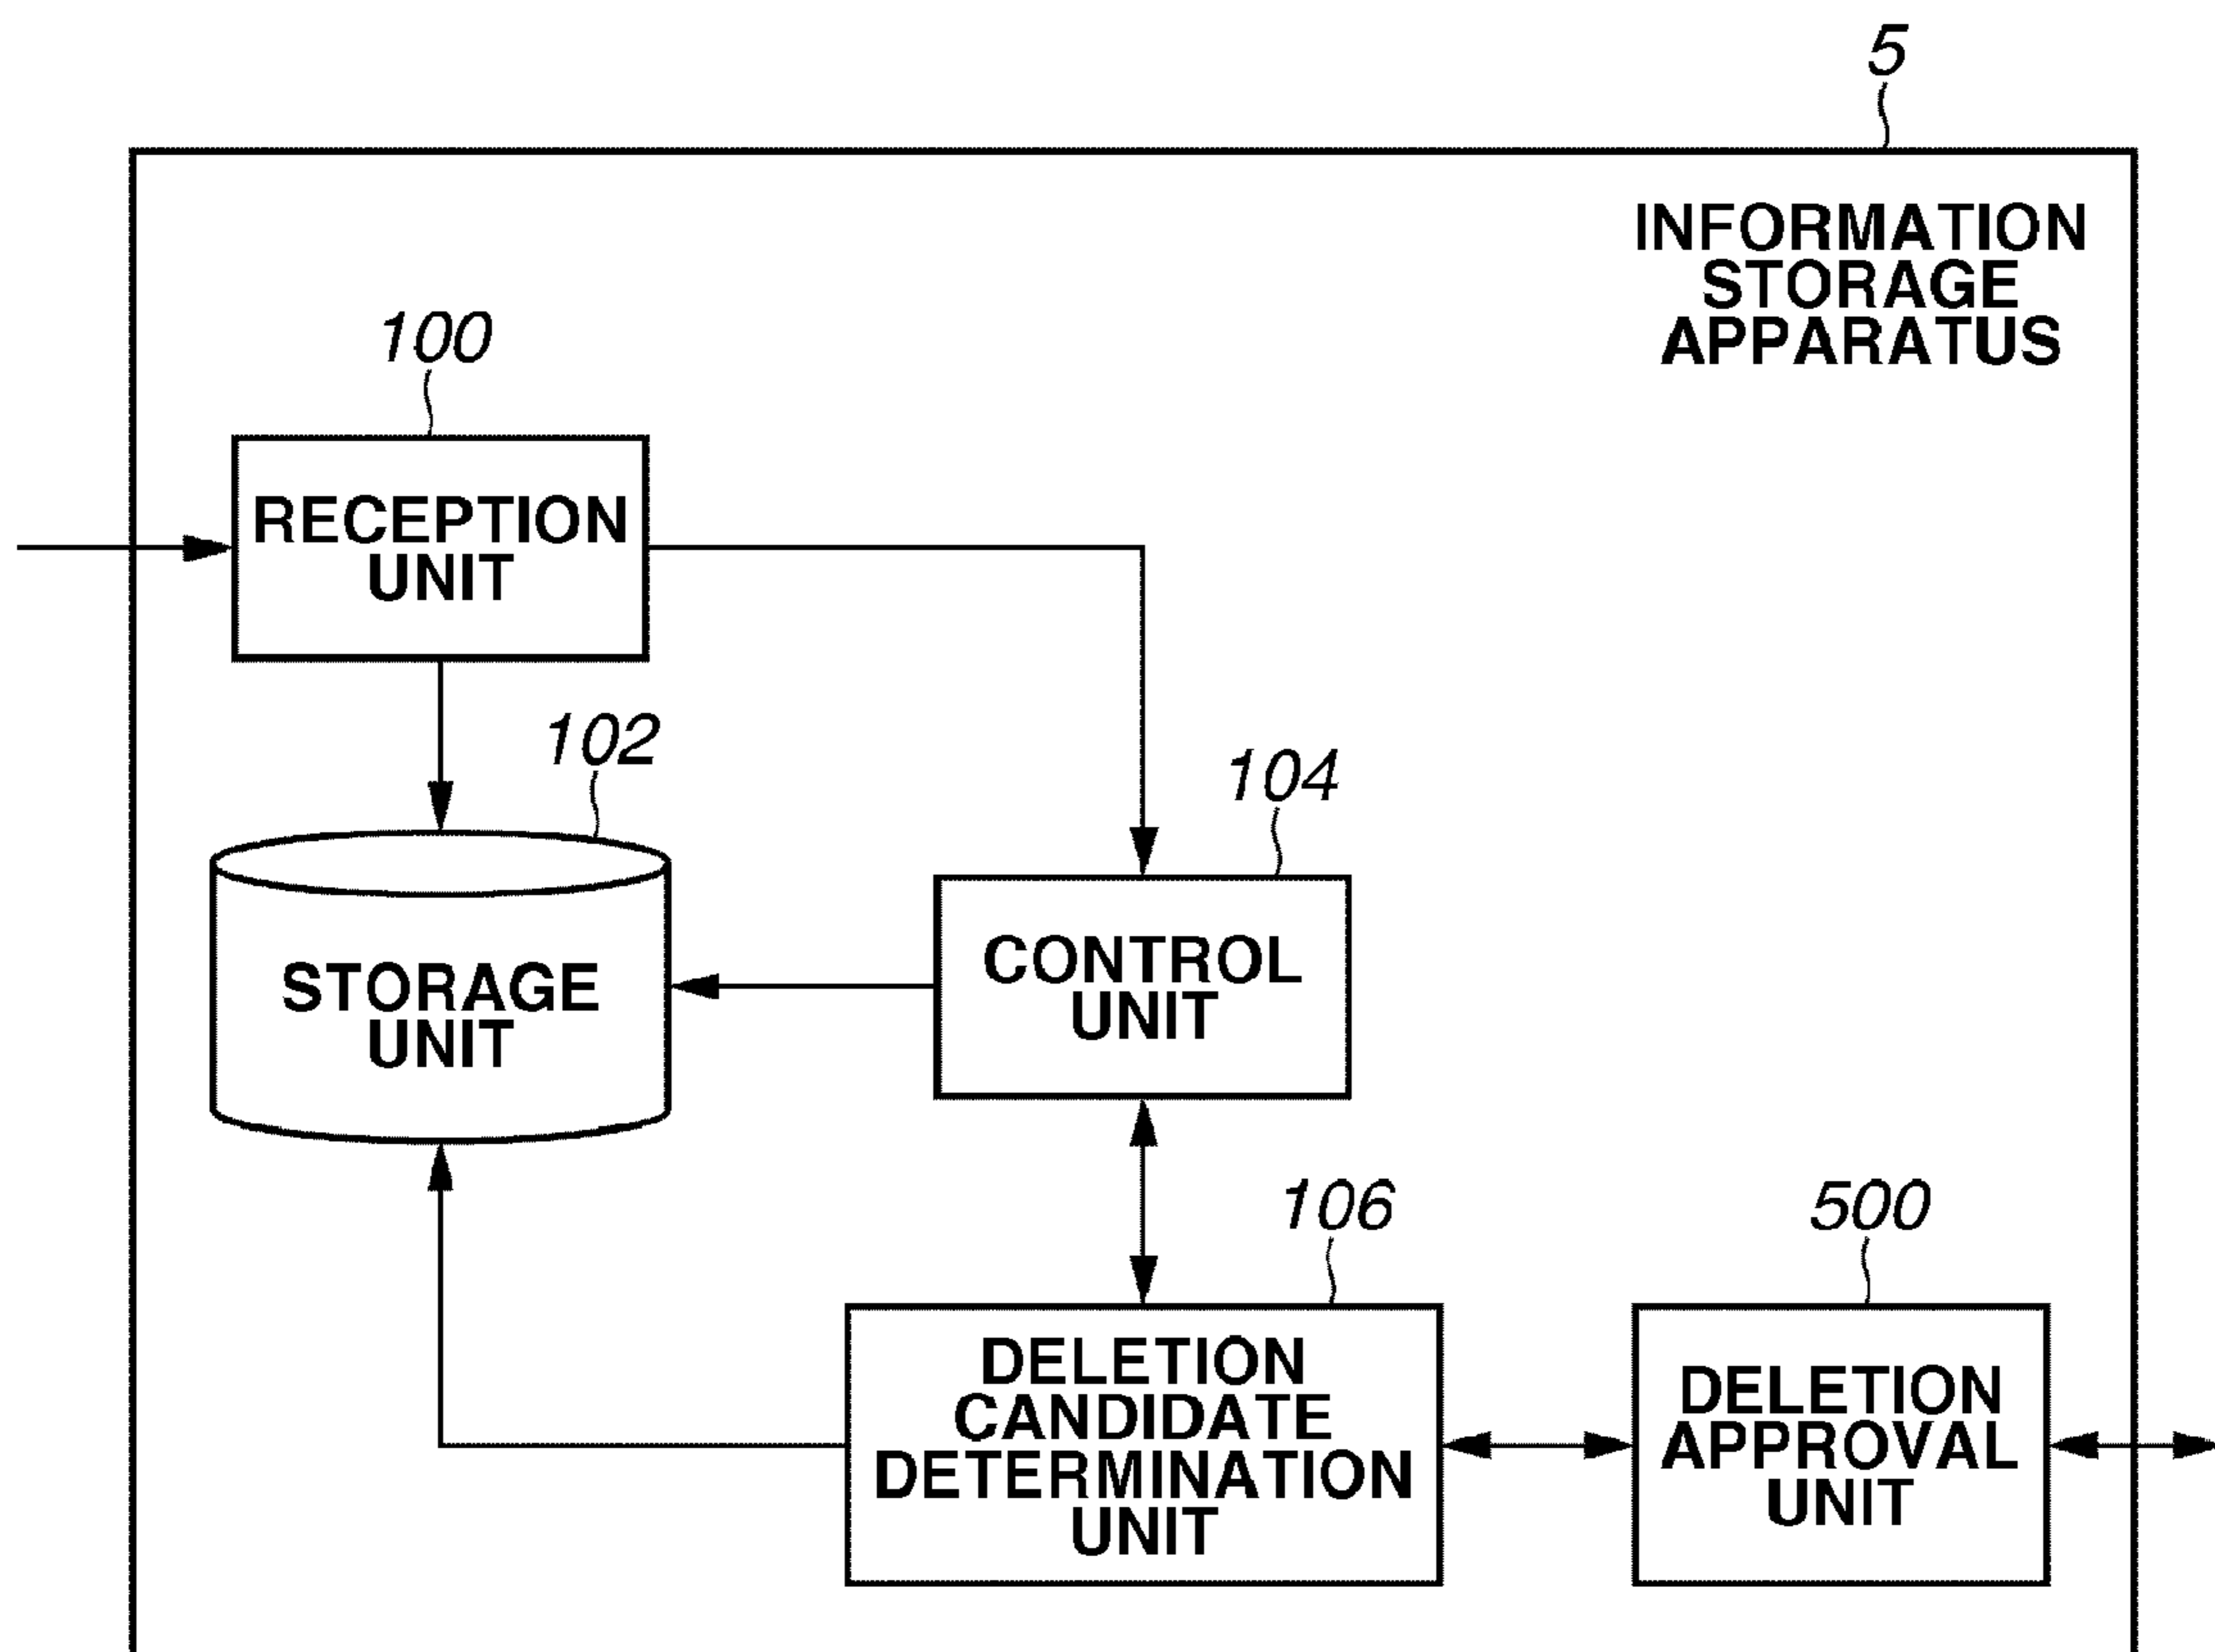 5
INFORMATION
STORAGE
APPARATUS
100
RECEPTION
UNIT
102
104
STORAGE
UNIT
CONTROL
UNIT
106
500
DELETION
CANDIDATE
DETERMINATION
UNIT
DELETION
APPROVAL
UNIT